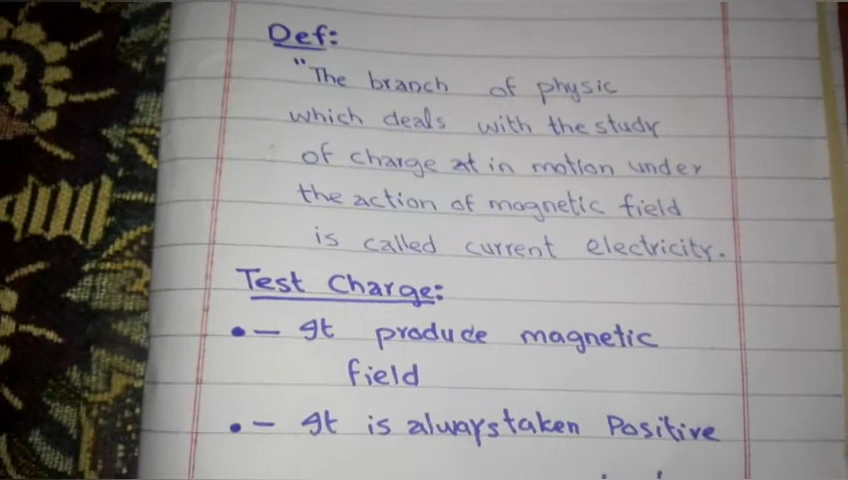 Def:
"The branch of physic
which deals with the study
of charge at in motion under
the action of magnetic field
is called current electricity.
Test Charge:
•– It produce magnetic
field
•– It is always taken Positive